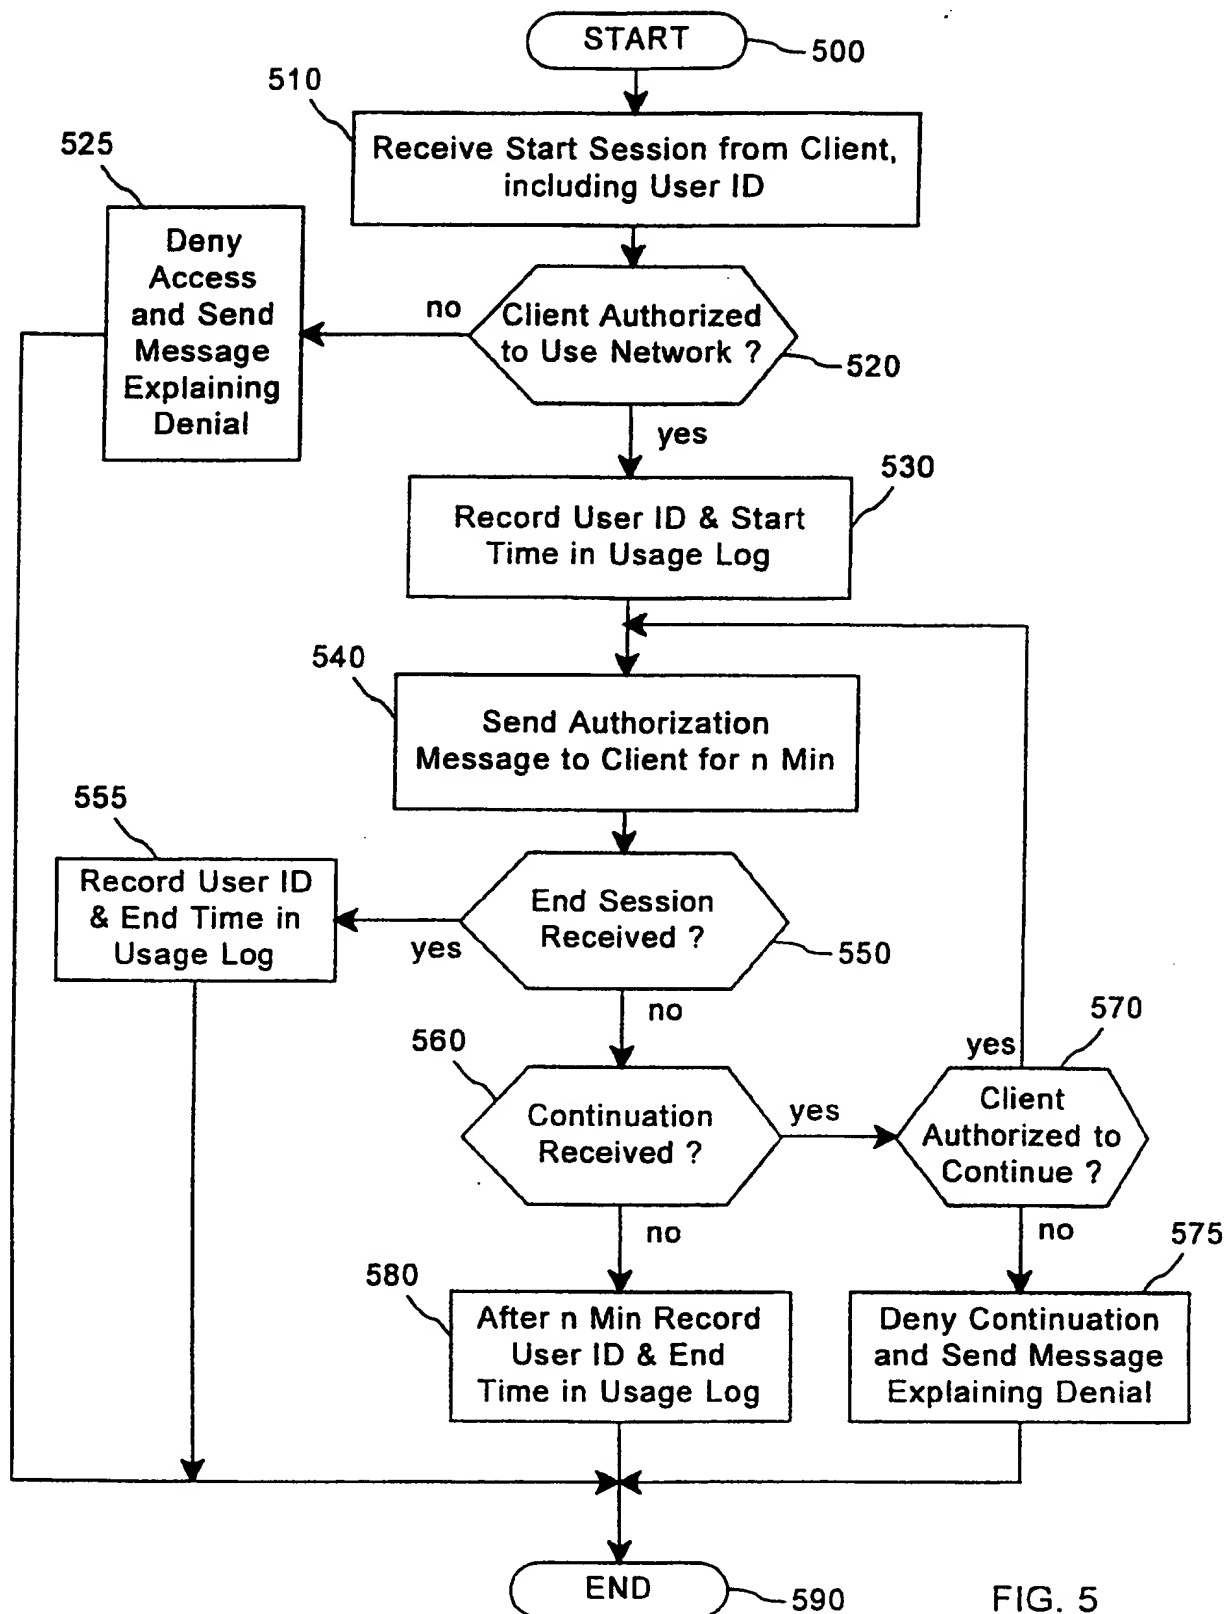 START
500
510
Receive Start Session from Client,
including User ID
525
Deny
Access
and Send
Message
Explaining
Denial
no
Client Authorized
to Use Network ?
520
yes
530
Record User ID & Start
Time in Usage Log
540
Send Authorization
Message to Client for n Min
555
Record User ID
& End Time in
Usage Log
yes
End Session
Received ?
550
no
560
Continuation
Received ?
yes
yes
570
Client
Authorized to
Continue ?
no
no
575
580
After n Min Record
User ID & End
Time in Usage Log
Deny Continuation
and Send Message
Explaining Denial
END
590
FIG. 5